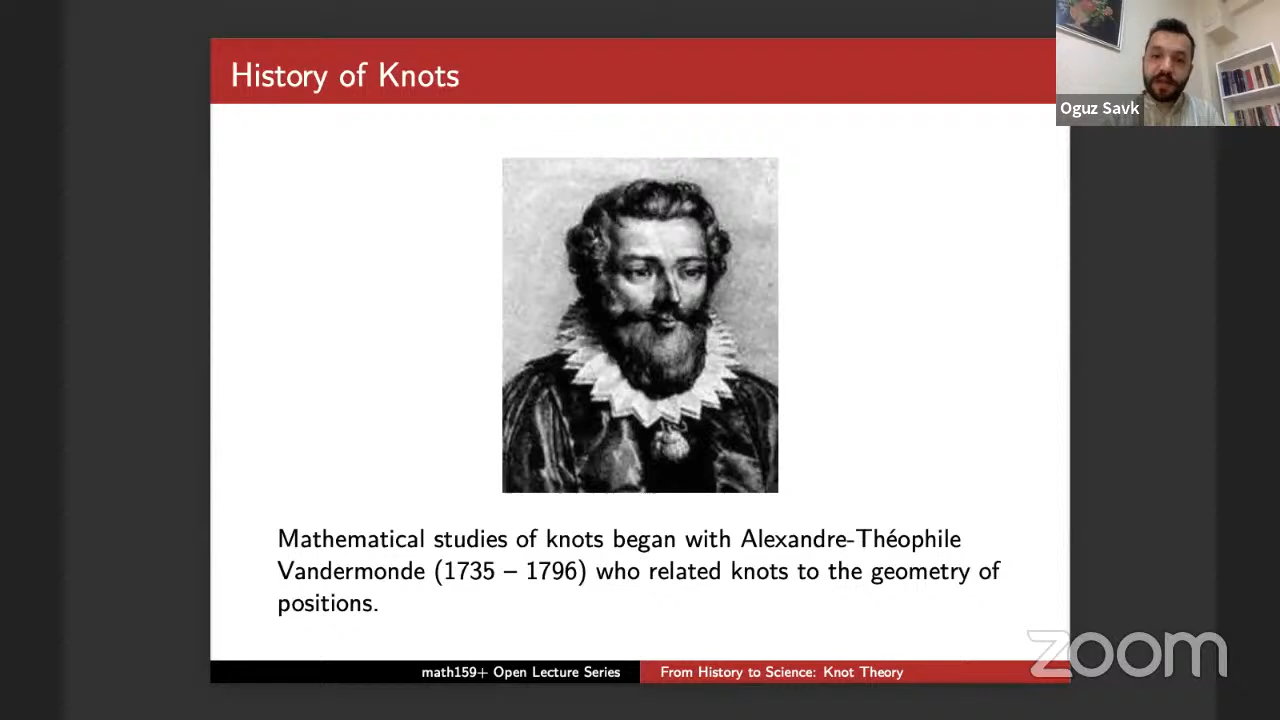 History of Knots
Oguz Savk
Mathematical studies of knots began with Alexandre-Théophile
Vandermonde (1735 – 1796) who related knots to the geometry of
positions.
zoom
math159+ Open Lecture Series
From History to Science: Knot Theory